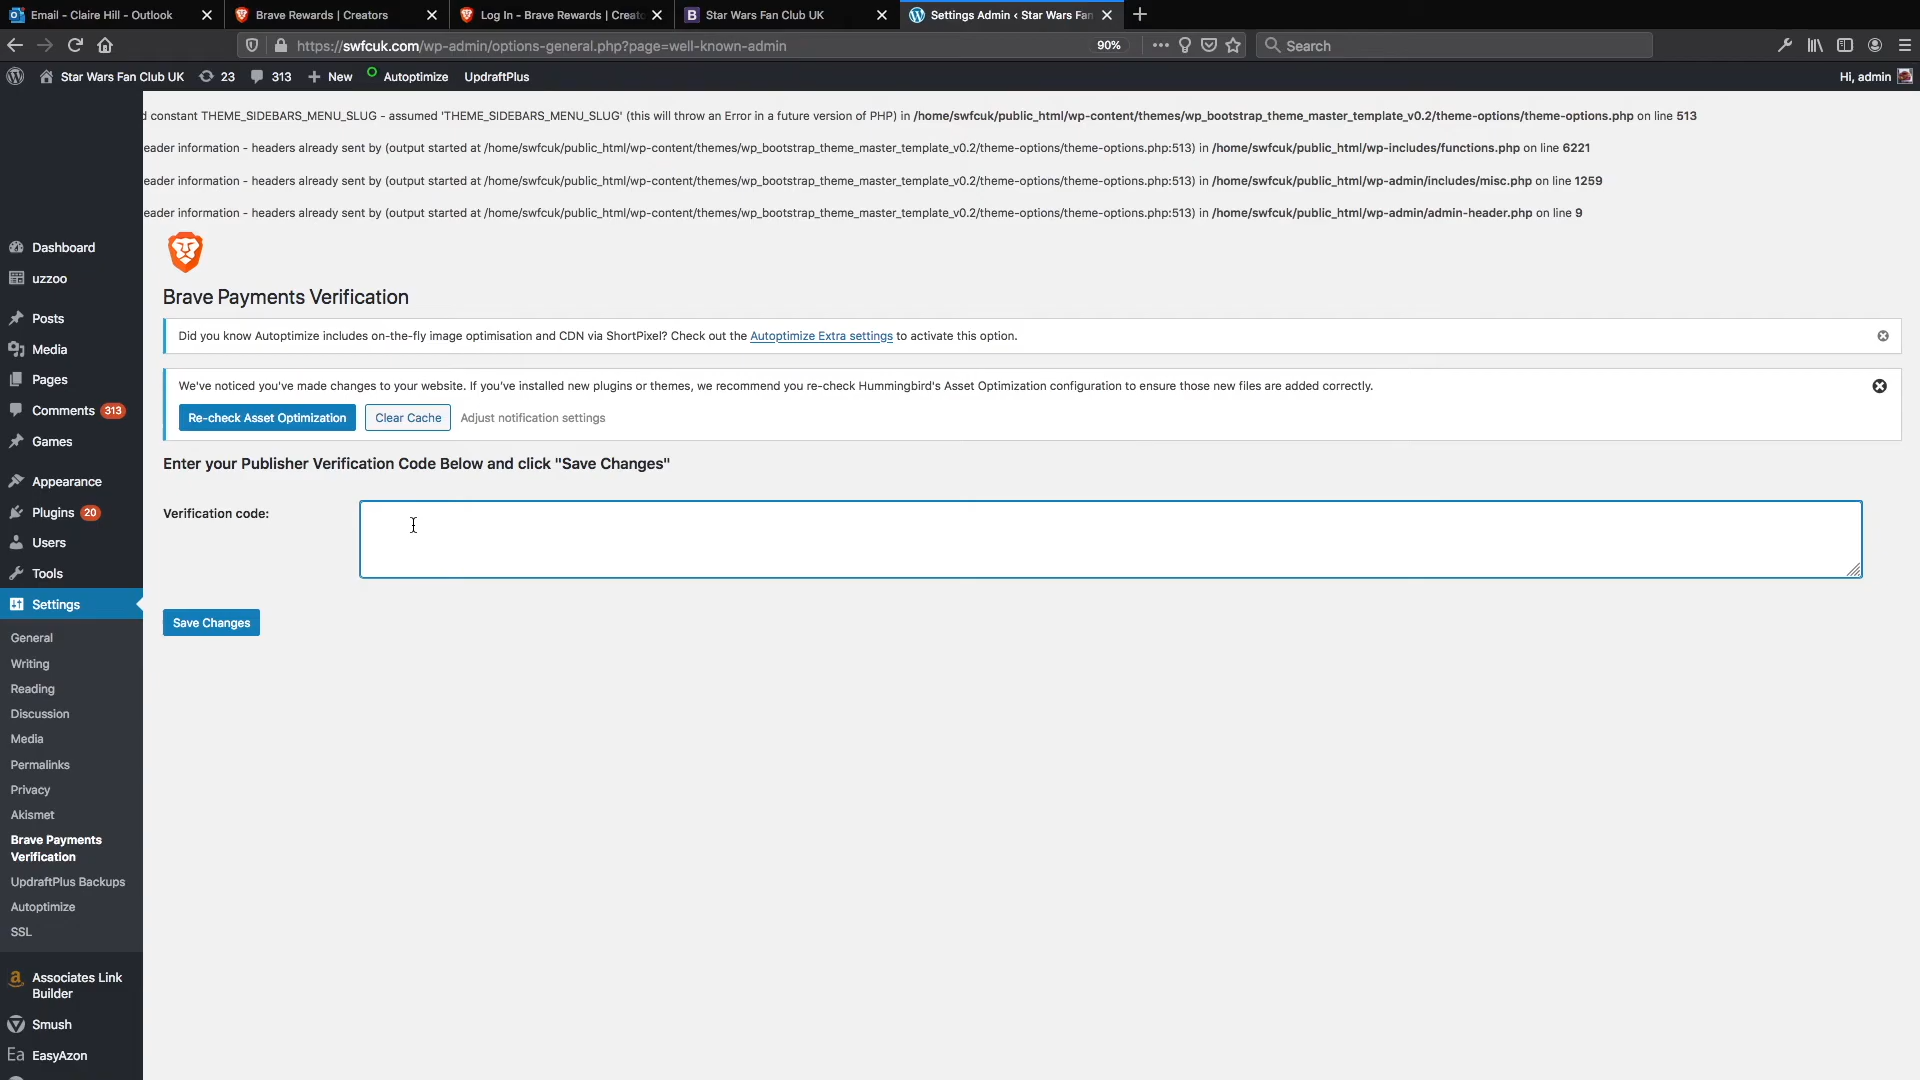 Email - Claire Hill - Outlook
Brave Rewards | Creators
Log In - Brave Rewards | Creato
Star Wars Fan Club UK
Settings Admin ‹ Star Wars Fan
https://swfcuk.com/wp-admin/options-general.php?page=well-known-admin
90%
Search
Star Wars Fan Club UK
23
313
New
Autoptimize
UpdraftPlus
Hi, admin
d constant THEME_SIDEBARS_MENU_SLUG - assumed 'THEME_SIDEBARS_MENU_SLUG' (this will throw an Error in a future version of PHP) in /home/swfcuk/public_html/wp-content/themes/wp_bootstrap_theme_master_template_v0.2/theme-options/theme-options.php on line 513
eader information - headers already sent by (output started at /home/swfcuk/public_html/wp-content/themes/wp_bootstrap_theme_master_template_v0.2/theme-options/theme-options.php:513) in /home/swfcuk/public_html/wp-includes/functions.php on line 6221
eader information - headers already sent by (output started at /home/swfcuk/public_html/wp-content/themes/wp_bootstrap_theme_master_template_v0.2/theme-options/theme-options.php:513) in /home/swfcuk/public_html/wp-admin/includes/misc.php on line 1259
eader information - headers already sent by (output started at /home/swfcuk/public_html/wp-content/themes/wp_bootstrap_theme_master_template_v0.2/theme-options/theme-options.php:513) in /home/swfcuk/public_html/wp-admin/admin-header.php on line 9
Dashboard
uzzoo
Posts
Media
Pages
Comments 313
Games
Appearance
Plugins 20
Users
Tools
Settings
General
Writing
Reading
Discussion
Media
Permalinks
Privacy
Akismet
Brave Payments
Verification
UpdraftPlus Backups
Autoptimize
SSL
Associates Link
Builder
Smush
Ea EasyAzon
Brave Payments Verification
Did you know Autoptimize includes on-the-fly image optimisation and CDN via ShortPixel? Check out the Autoptimize Extra settings to activate this option.
We've noticed you've made changes to your website. If you've installed new plugins or themes, we recommend you re-check Hummingbird's Asset Optimization configuration to ensure those new files are added correctly.
Re-check Asset Optimization
Clear Cache
Adjust notification settings
Enter your Publisher Verification Code Below and click "Save Changes"
Verification code:
Save Changes